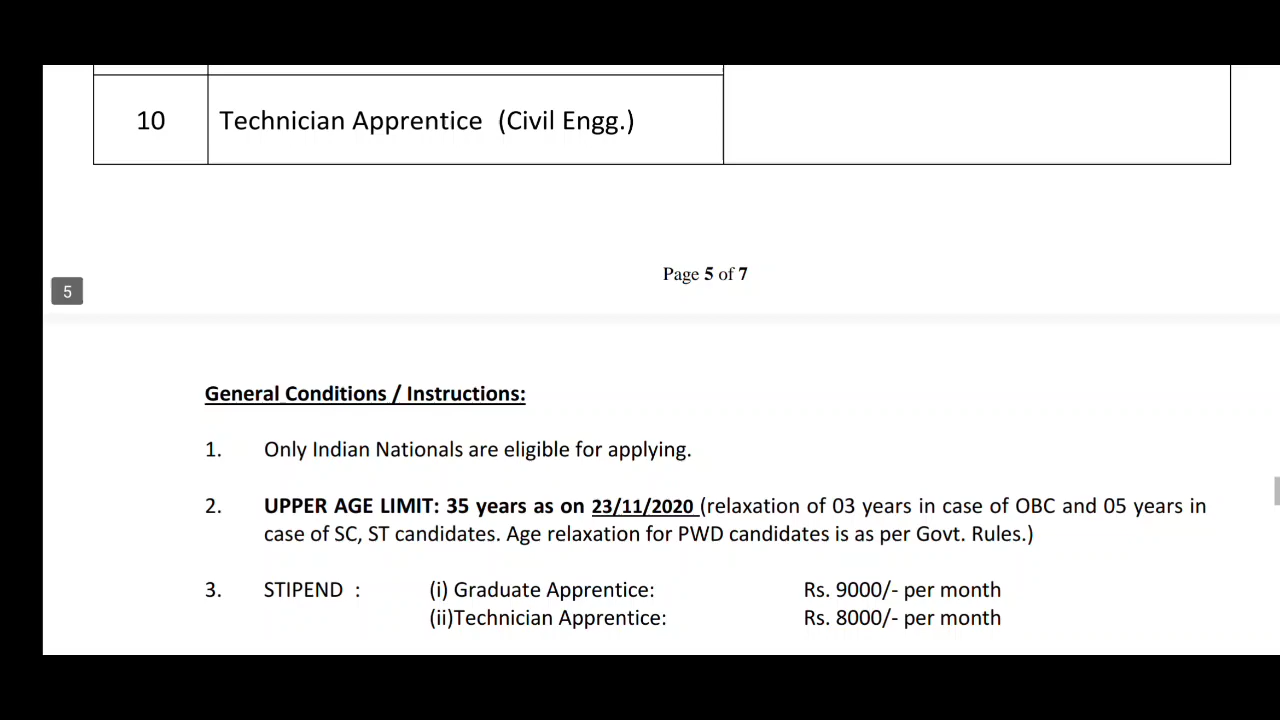 10 Technician Apprentice (Civil Engg.)
Page 5 of 7
5
General Conditions / Instructions:
1. Only Indian Nationals are eligible for applying.
2. UPPER AGE LIMIT: 35 years as on 23/11/2020 (relaxation of 03 years in case of OBC and 05 years in
case of SC, ST candidates. Age relaxation for PWD candidates is as per Govt. Rules.)
3. STIPEND : (i) Graduate Apprentice: Rs. 9000/- per month
(ii)Technician Apprentice: Rs. 8000/- per month